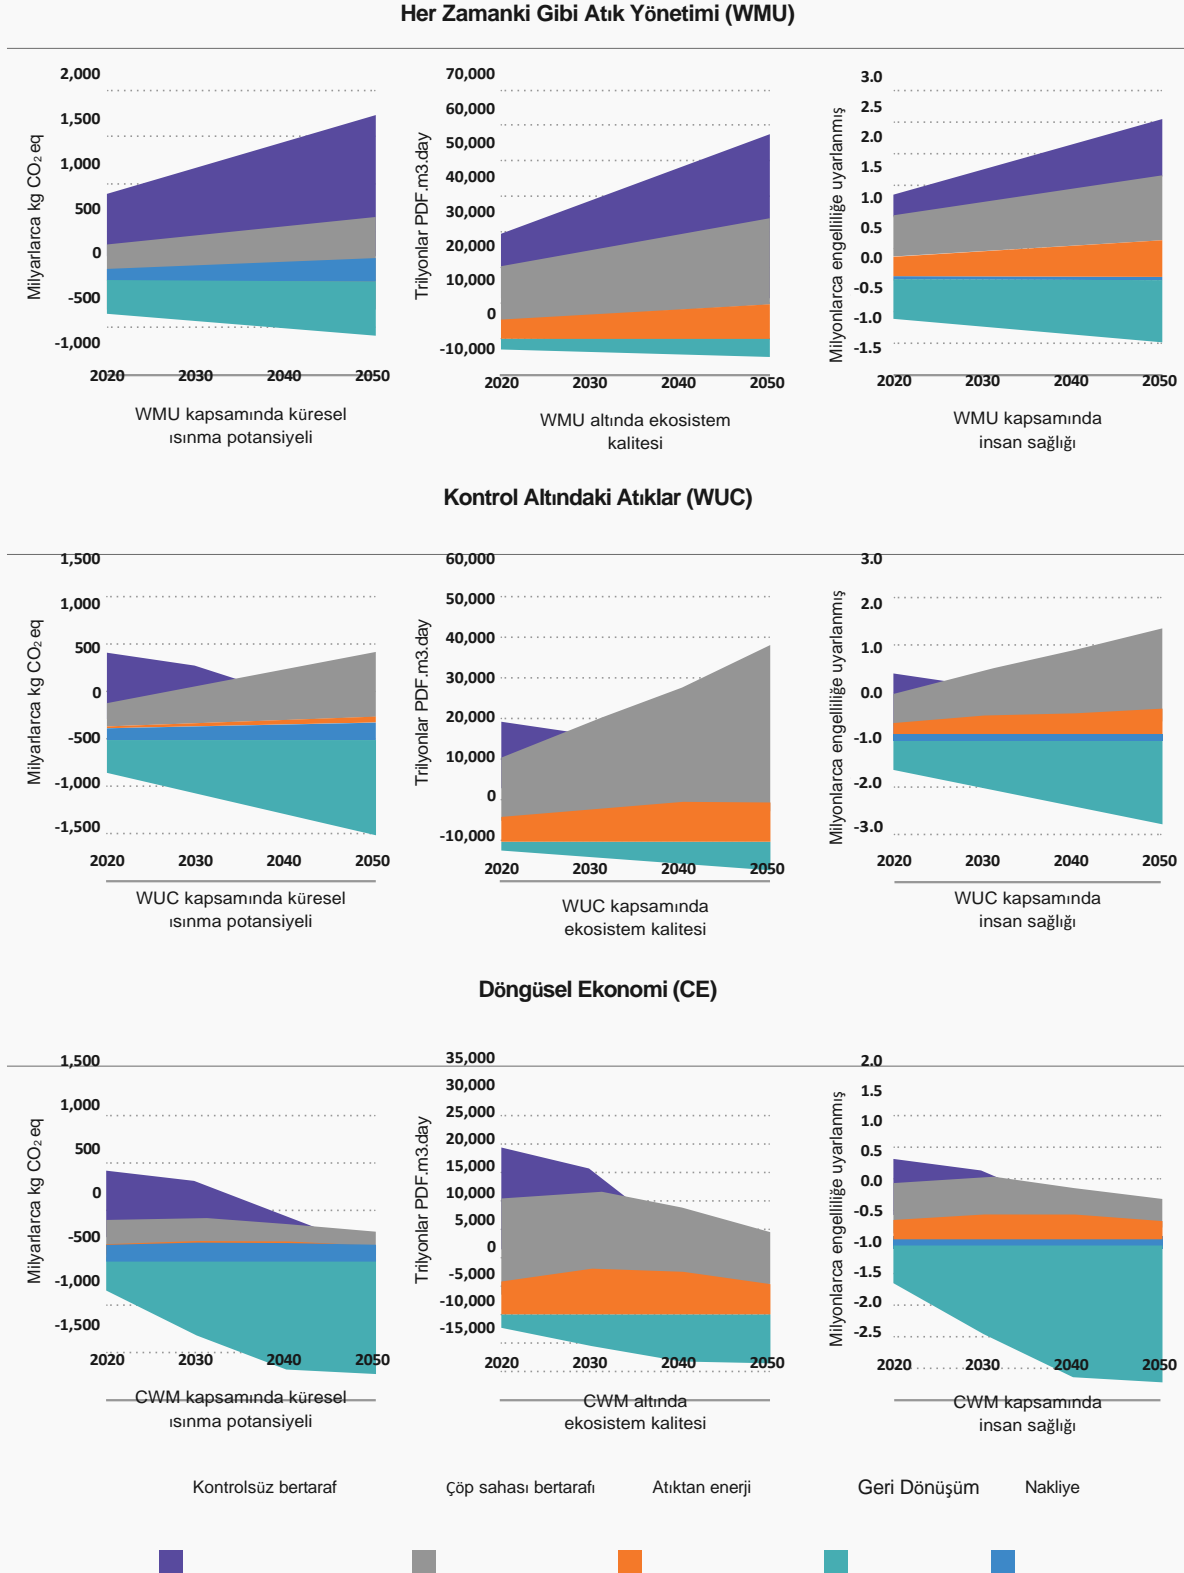 Her Zamanki Gibi Atık Yönetimi (WMU)
Milyarlarca kg CO2 eq
2,000
1,500
1,000
500
0
-500
-1,000
2020 2030 2040 2050
WMU kapsamında küresel
ısınma potansiyeli
Trilyonlar PDF.m3.day
70,000
60,000
50,000
40,000
30,000
20,000
10,000
0
-10,000
2020 2030 2040 2050
WMU altında ekosistem
kalitesi
Milyonlarca engelliliğe uyarlanmış
3.0
2.5
2.0
1.5
1.0
0.5
0.0
-0.5
-1.0
-1.5
2020 2030 2040 2050
WMU kapsamında
insan sağlığı
Kontrol Altındaki Atıklar (WUC)
Milyarlarca kg CO2 eq
1,500
1,000
500
0
-500
-1,000
-1,500
2020 2030 2040 2050
WUC kapsamında küresel
ısınma potansiyeli
Trilyonlar PDF.m3.day
60,000
50,000
40,000
30,000
20,000
10,000
0
-10,000
2020 2030 2040 2050
WUC kapsamında
ekosistem kalitesi
Milyonlarca engelliliğe uyarlanmış
3.0
2.0
1.0
0.0
-1.0
-2.0
-3.0
2020 2030 2040 2050
WUC kapsamında
insan sağlığı
Döngüsel Ekonomi (CE)
Milyarlarca kg CO2 eq
1,500
1,000
500
0
-500
-1,000
-1,500
2020 2030 2040 2050
CWM kapsamında küresel
ısınma potansiyeli
Trilyonlar PDF.m3.day
35,000
30,000
25,000
20,000
15,000
10,000
5,000
0
-5,000
-10,000
-15,000
2020 2030 2040 2050
CWM altında
ekosistem kalitesi
Milyonlarca engelliliğe uyarlanmış
2.0
1.5
1.0
0.5
0.0
-0.5
-1.0
-1.5
-2.0
-2.5
2020 2030 2040 2050
CWM kapsamında
insan sağlığı
Kontrolsüz bertaraf
Çöp sahası bertarafı
Atıktan enerji
Geri Dönüşüm
Nakliye